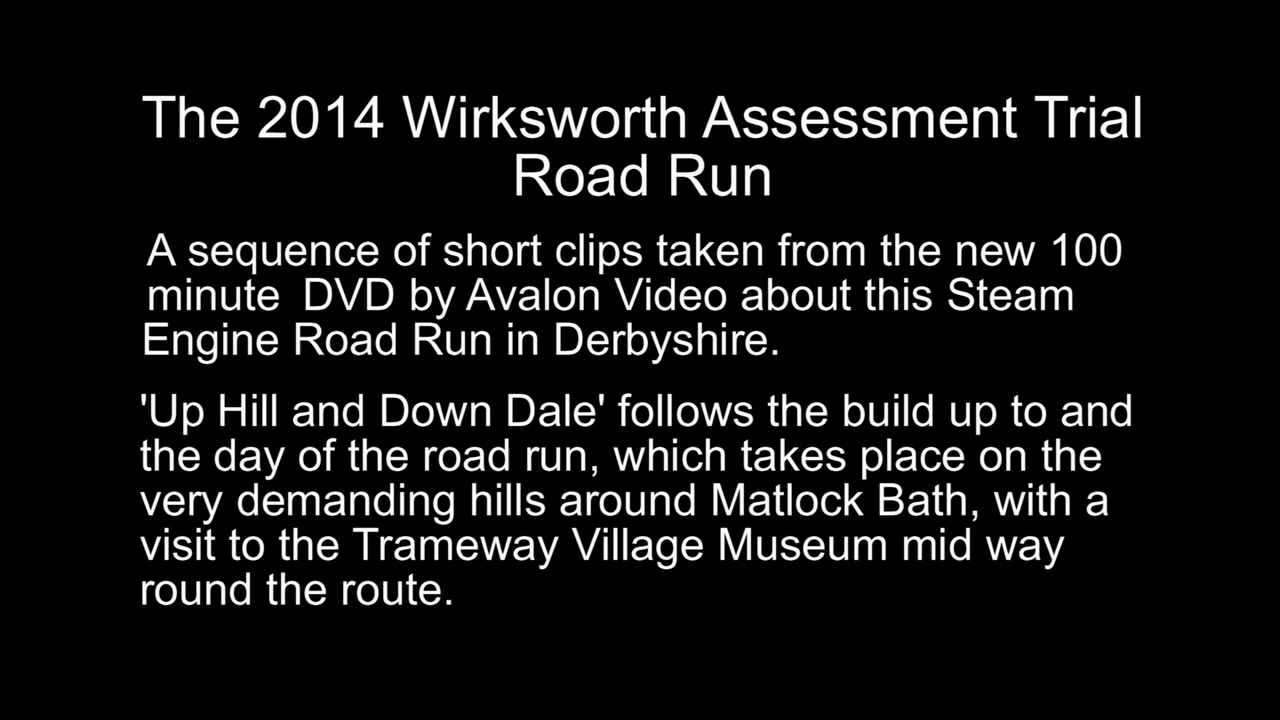 The 2014 Wirksworth Assessment Trial
Road Run
A sequence of short clips taken from the new 100
minute  DVD by Avalon Video about this Steam
Engine Road Run in Derbyshire.
'Up Hill and Down Dale' follows the build up to and
the day of the road run, which takes place on the
very demanding hills around Matlock Bath, with a
visit to the Trameway Village Museum mid way
round the route.